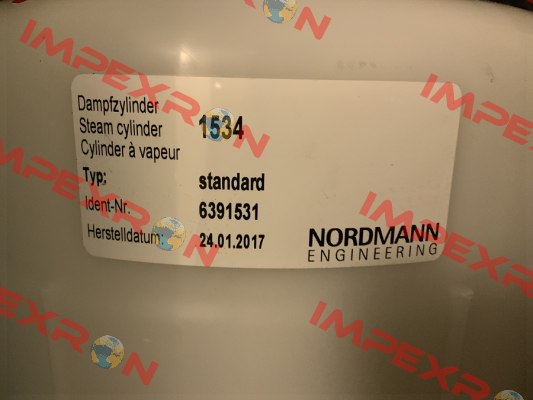 IMPEXRON
IMPEXRON
Dampfzylinder
Steam cylinder 1534
Cylinder à vapeur
Typ: standard
Ident-Nr. 6391531
Herstelldatum: 24.01.2017
NORDMANN
ENGINEERING
IMPEXRON
IMPEXRON
IMPEXRON
IMPEXRON